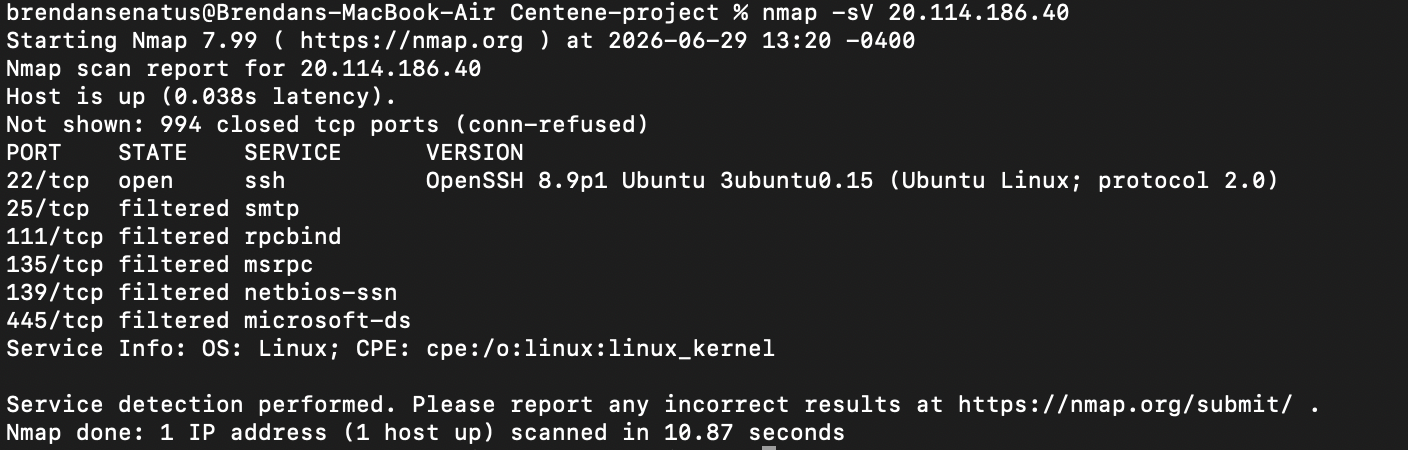 brendansenatus@Brendans-MacBook-Air Centene-project % nmap -sV 20.114.186.40
Starting Nmap 7.99 ( https://nmap.org ) at 2026-06-29 13:20 -0400
Nmap scan report for 20.114.186.40
Host is up (0.038s latency).
Not shown: 994 closed tcp ports (conn-refused)
PORT    STATE    SERVICE      VERSION
22/tcp  open     ssh          OpenSSH 8.9p1 Ubuntu 3ubuntu0.15 (Ubuntu Linux; protocol 2.0)
25/tcp  filtered smtp
111/tcp filtered rpcbind
135/tcp filtered msrpc
139/tcp filtered netbios-ssn
445/tcp filtered microsoft-ds
Service Info: OS: Linux; CPE: cpe:/o:linux:linux_kernel

Service detection performed. Please report any incorrect results at https://nmap.org/submit/ .
Nmap done: 1 IP address (1 host up) scanned in 10.87 seconds